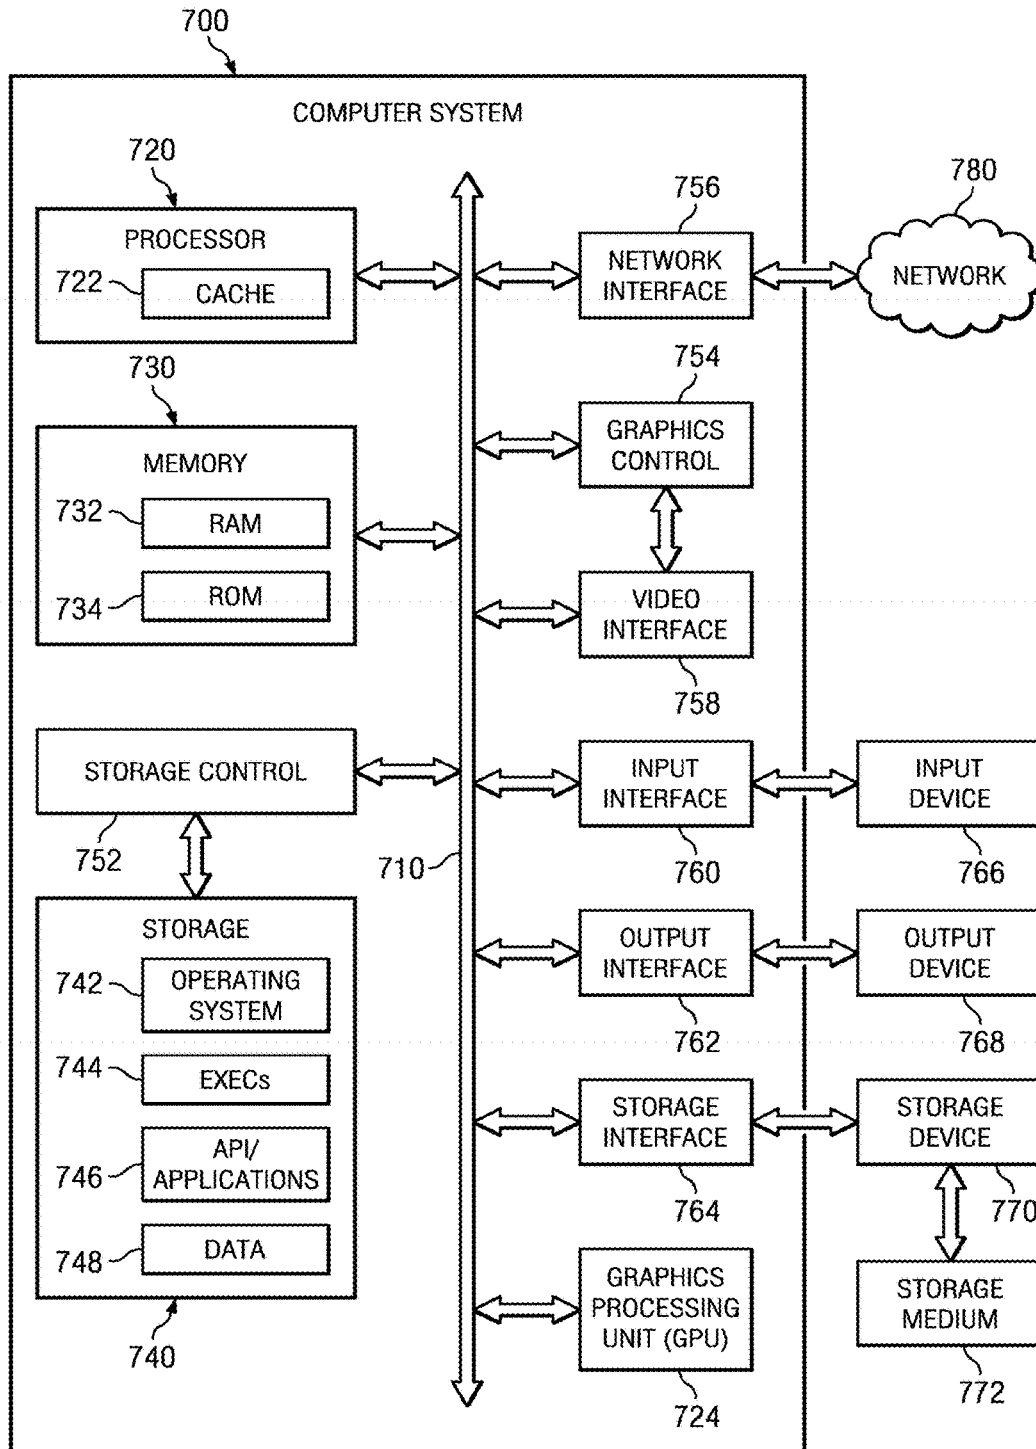 700
COMPUTER SYSTEM
720
PROCESSOR
722
CACHE
730
MEMORY
732
RAM
734
ROM
STORAGE CONTROL
752
STORAGE
742
OPERATING
SYSTEM
744
EXECs
746
API/
APPLICATIONS
748
DATA
740
710
756
NETWORK
INTERFACE
780
NETWORK
754
GRAPHICS
CONTROL
VIDEO
INTERFACE
758
INPUT
INTERFACE
760
INPUT
DEVICE
766
OUTPUT
INTERFACE
762
OUTPUT
DEVICE
768
STORAGE
INTERFACE
764
STORAGE
DEVICE
770
GRAPHICS
PROCESSING
UNIT (GPU)
724
STORAGE
MEDIUM
772